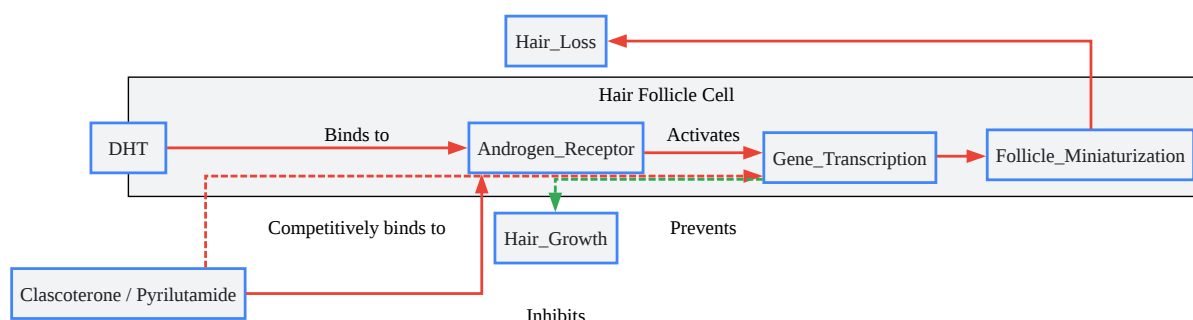 Hair_Loss
Hair Follicle Cell
DHT
Binds to
Androgen_Receptor
Activates
Gene_Transcription
Follicle_Miniaturization
Competitively binds to
Hair_Growth
Prevents
Clascoterone / Pyrilutamide
Inhibits